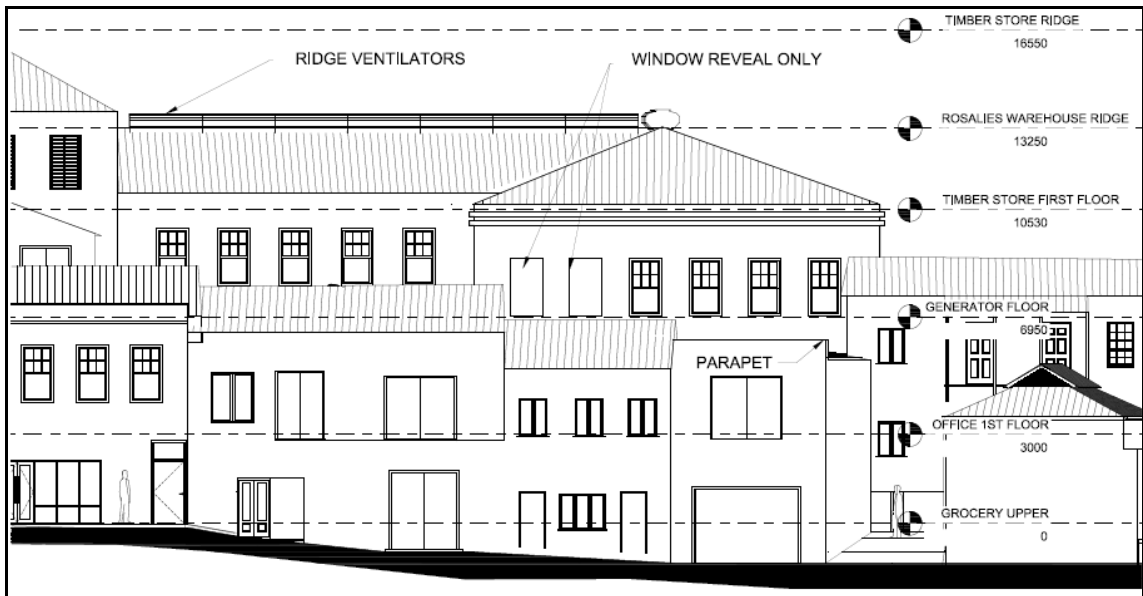 TIMBER STORE RIDGE
16550
RIDGE VENTILATORS
WINDOW REVEAL ONLY
ROSALIES WAREHOUSE RIDGE
13250
TIMBER STORE FIRST FLOOR
10530
GENERATOR FLOOR
6950
PARAPET
OFFICE 1ST FLOOR
3000
GROCERY UPPER
0